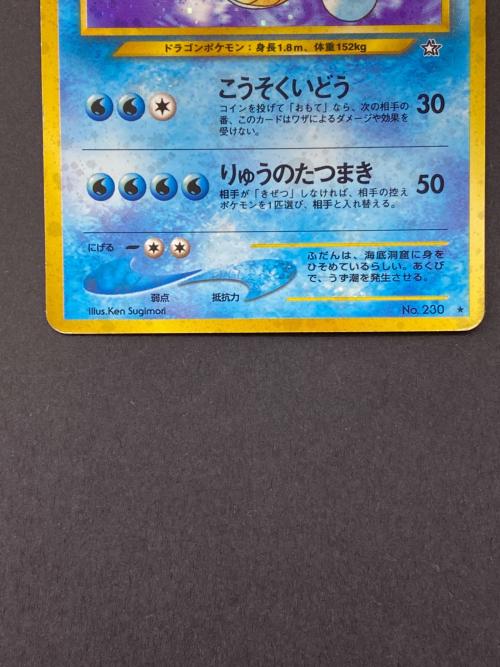 ドラゴンポケモン：身長1.8m、体重152kg
こうそくいどう
コインを投げて「おもて」なら、次の相手の
番、このカードはワザによるダメージや効果を
受けない。
30
りゅうのたつまき
相手が「きぜつ」しなければ、相手の控え
ポケモンを1匹選び、相手と入れ替える。
50
にげる
弱点 抵抗力
ふだんは、海底洞窟に身を
ひそめているらしい。あくび
で、うず潮を発生させる。
Illus.Ken Sugimori
No. 230 ★